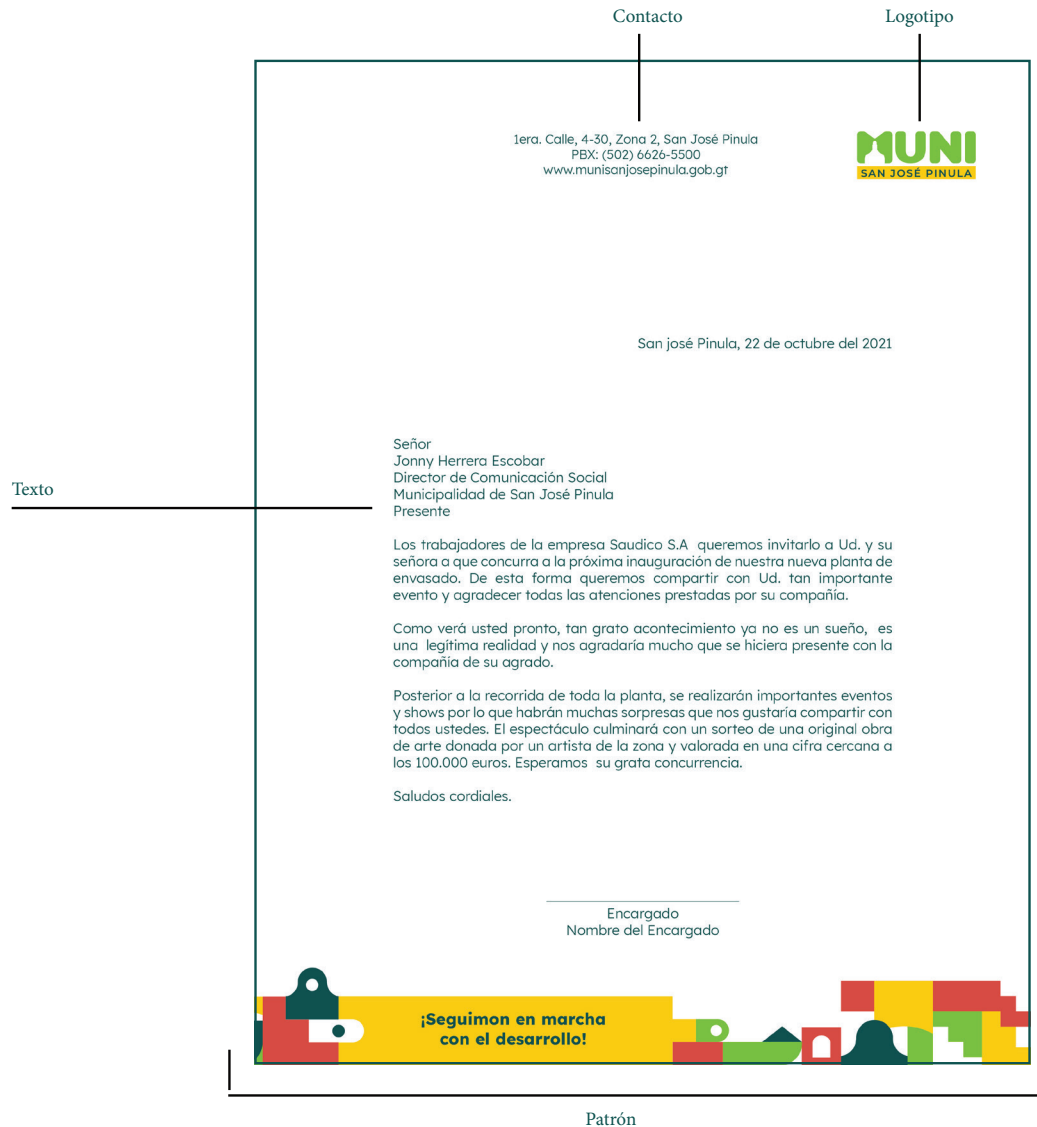 Contacto
Logotipo
1era. Calle, 4-30, Zona 2, San José Pinula
PBX: (502) 6626-5500
www.munisanjosepinula.gob.gt
MUNI
SAN JOSÉ PINULA
San josé Pinula, 22 de octubre del 2021
Texto
Señor
Jonny Herrera Escobar
Director de Comunicación Social
Municipalidad de San José Pinula
Presente
Los trabajadores de la empresa Saudico S.A  queremos invitarlo a Ud. y su
señora a que concurra a la próxima inauguración de nuestra nueva planta de
envasado. De esta forma queremos compartir con Ud. tan importante
evento y agradecer todas las atenciones prestadas por su compañía.
Como verá usted pronto, tan grato acontecimiento ya no es un sueño,  es
una  legítima realidad y nos agradaría mucho que se hiciera presente con la
compañía de su agrado.
Posterior a la recorrida de toda la planta, se realizarán importantes eventos
y shows por lo que habrán muchas sorpresas que nos gustaría compartir con
todos ustedes. El espectáculo culminará con un sorteo de una original obra
de arte donada por un artista de la zona y valorada en una cifra cercana a
los 100.000 euros. Esperamos  su grata concurrencia.
Saludos cordiales.
Encargado
Nombre del Encargado
¡Seguimon en marcha
con el desarrollo!
Patrón